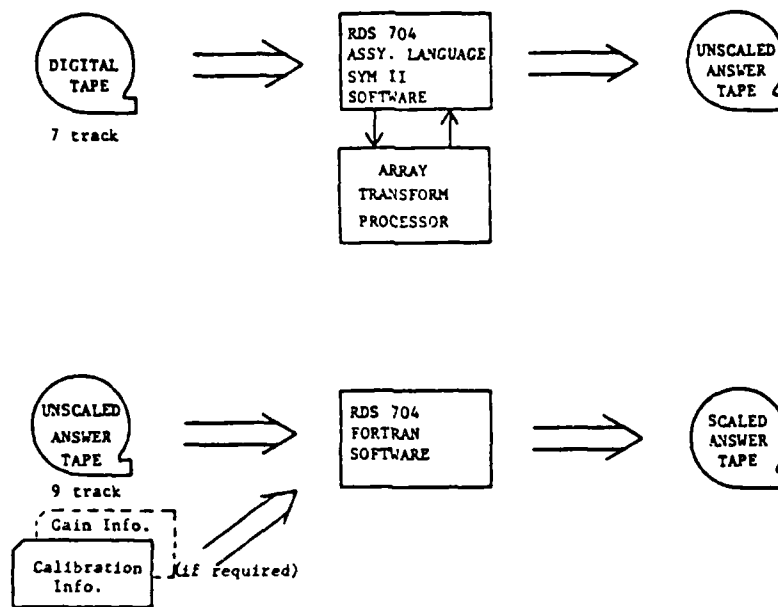 DIGITAL
TAPE
7 track
RDS 704
ASSY. LANGUAGE
SYM II
SOFTWARE
ARRAY
TRANSFORM
PROCESSOR
UNSCALED
ANSWER
TAPE
UNSCALED
ANSWER
TAPE
9 track
Gain Info.
Calibration
Info.
(if required)
RDS 704
FORTRAN
SOFTWARE
SCALED
ANSWER
TAPE